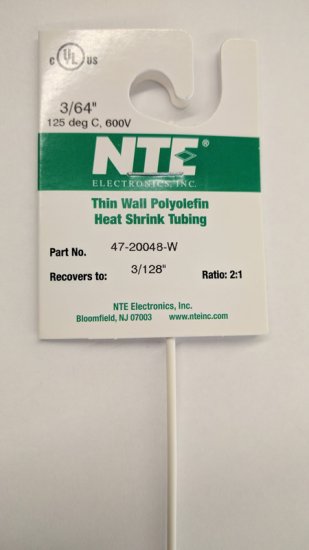 c UL US
3/64"
125 deg C, 600V
NTE®
ELECTRONICS, INC.
Thin Wall Polyolefin
Heat Shrink Tubing
Part No. 47-20048-W
Recovers to: 3/128" Ratio: 2:1
NTE Electronics, Inc.
Bloomfield, NJ 07003 www.nteinc.com